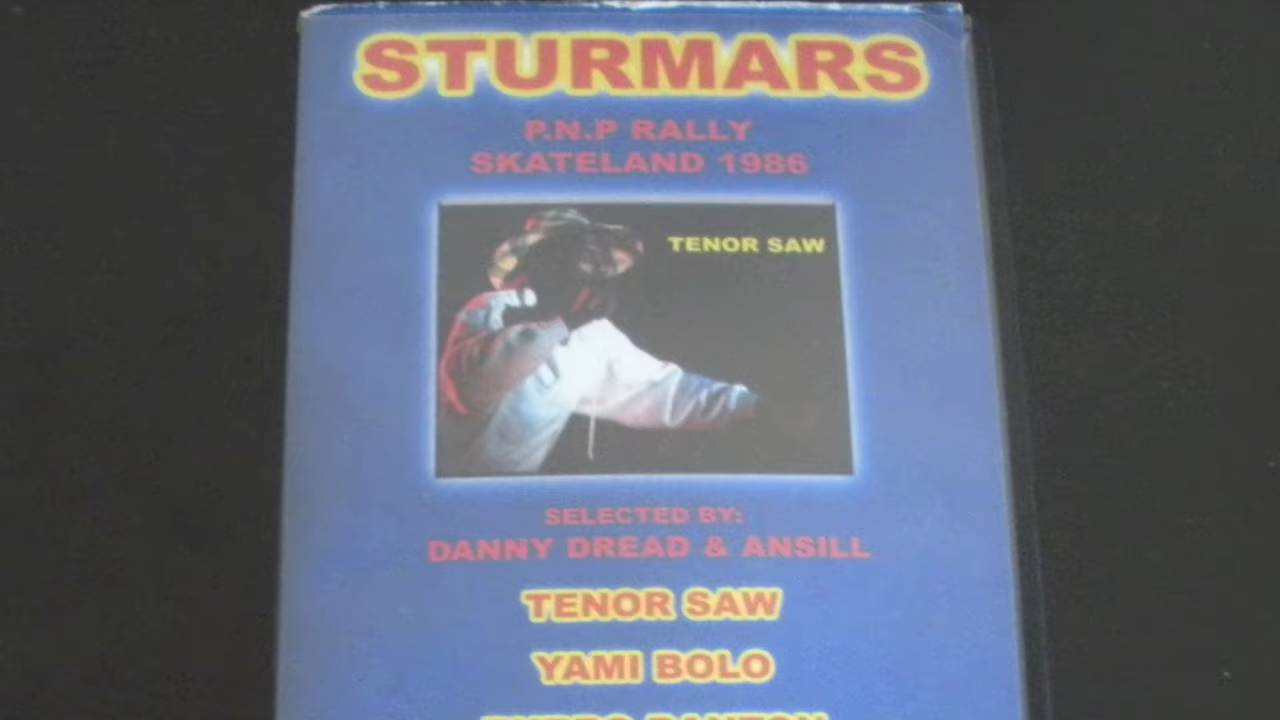 STURMARS
P.N.P RALLY
SKATELAND 1986
TENOR SAW
SELECTED BY:
DANNY DREAD & ANSILL
TENOR SAW
YAMI BOLO